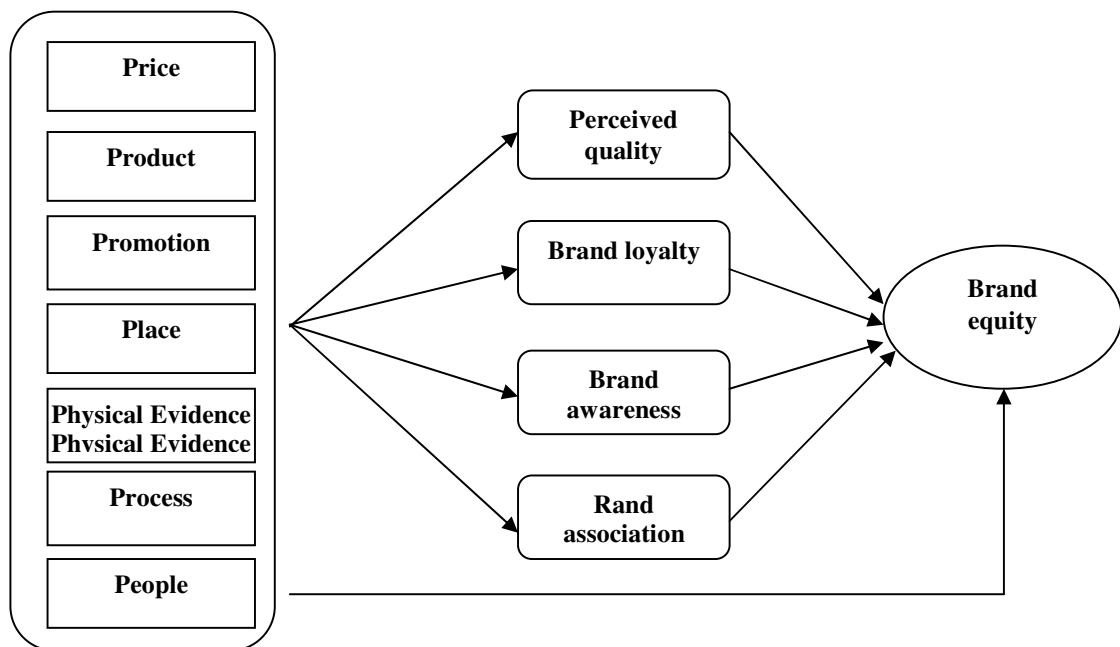 Price
Product
Promotion
Place
Physical Evidence
Physical Evidence
Process
People
Perceived
quality
Brand loyalty
Brand
awareness
Rand
association
Brand
equity